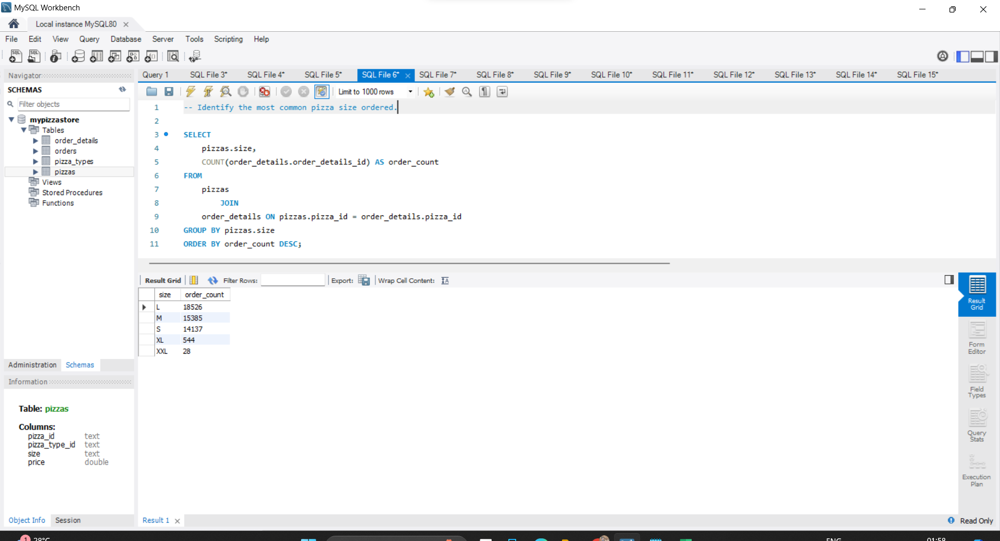 MySQL Workbench
Local instance MySQL80
File Edit View Query Database Server Tools Scripting Help
Navigator
SCHEMAS
Filter objects
mypizzastore
Tables
order_details
orders
pizza_types
pizzas
Views
Stored Procedures
Functions
Administration Schemas
Information
Table: pizzas
Columns:
pizza_id text
pizza_type_id text
size text
price double
Object Info Session
Query 1 SQL File 3* SQL File 4* SQL File 5* SQL File 6* SQL File 7* SQL File 8* SQL File 9* SQL File 10* SQL File 11* SQL File 12* SQL File 13* SQL File 14* SQL File 15*
Limit to 1000 rows
1 -- Identify the most common pizza size ordered.
2
3 SELECT
4 pizzas.size,
5 COUNT(order_details.order_details_id) AS order_count
6 FROM
7 pizzas
8 JOIN
9 order_details ON pizzas.pizza_id = order_details.pizza_id
10 GROUP BY pizzas.size
11 ORDER BY order_count DESC;
Result Grid Filter Rows: Export: Wrap Cell Content:
size order_count
L 18526
M 15385
S 14137
XL 544
XXL 28
Result
Grid
Form
Editor
Field
Types
Query
Stats
Execution
Plan
Result 1
Read Only
1 28°C
ENG
01:58